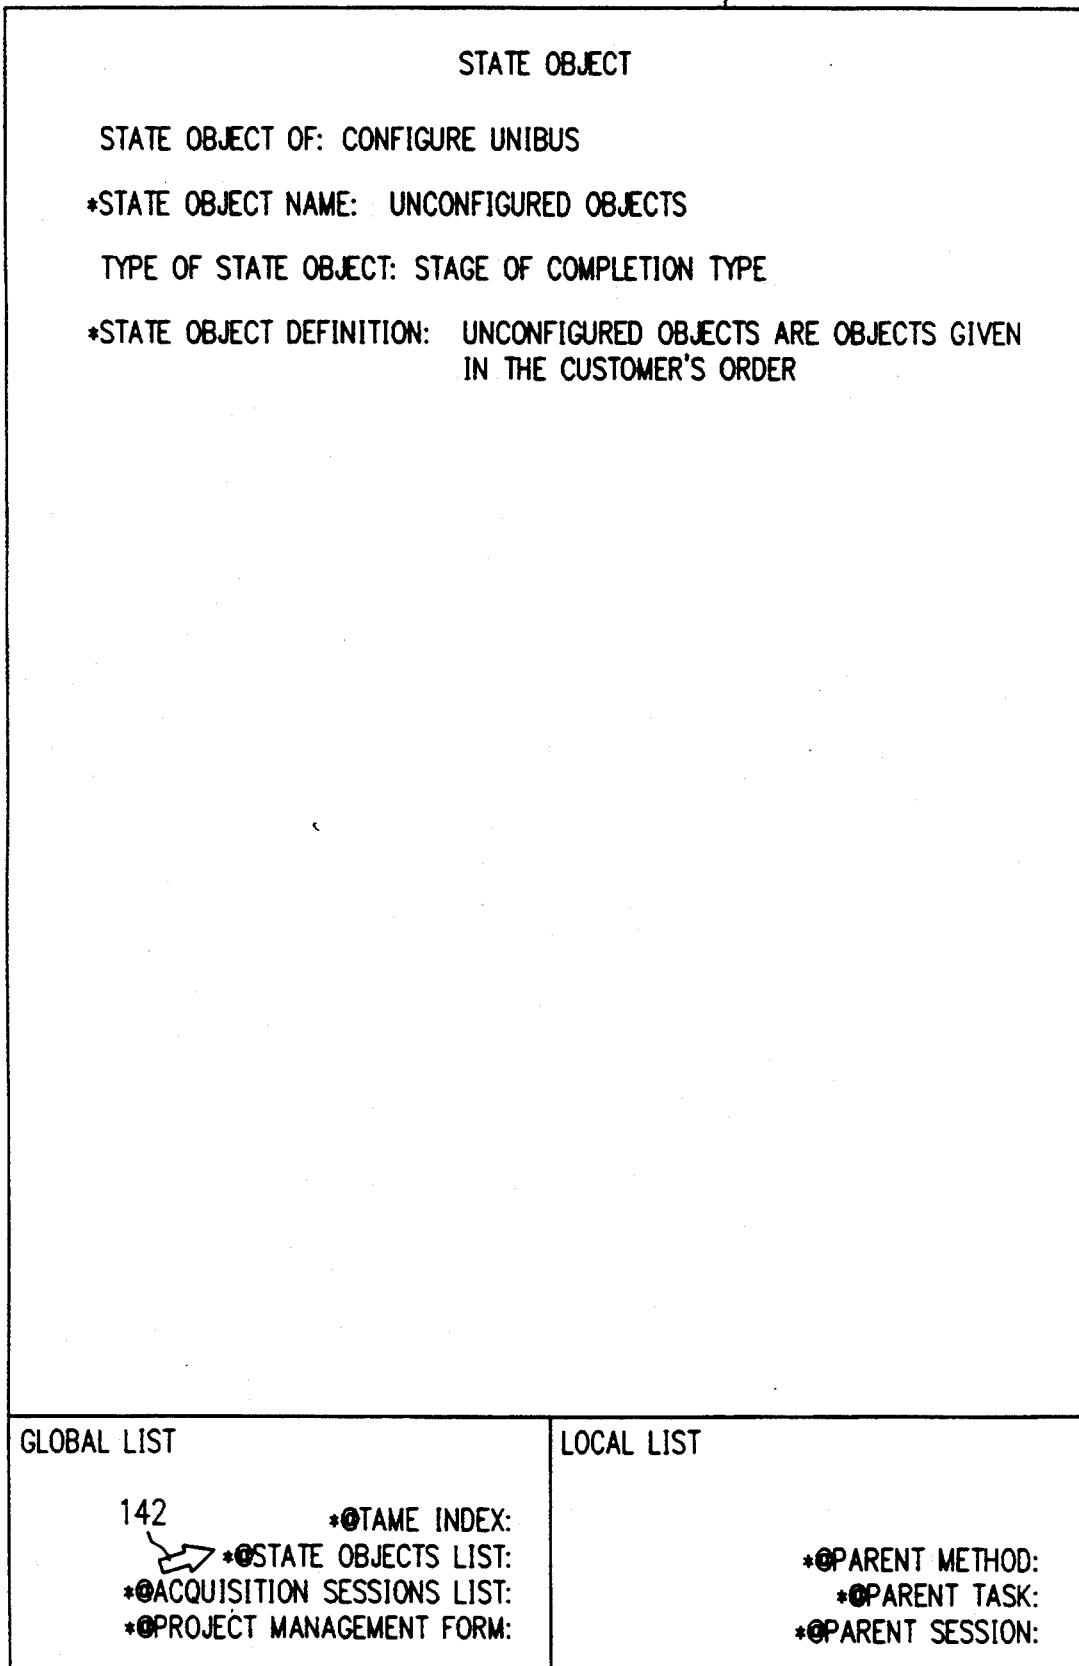 STATE OBJECT
STATE OBJECT OF: CONFIGURE UNIBUS
*STATE OBJECT NAME: UNCONFIGURED OBJECTS
TYPE OF STATE OBJECT: STAGE OF COMPLETION TYPE
*STATE OBJECT DEFINITION: UNCONFIGURED OBJECTS ARE OBJECTS GIVEN
IN THE CUSTOMER'S ORDER
GLOBAL LIST
142
*@TAME INDEX:
*@STATE OBJECTS LIST:
*@ACQUISITION SESSIONS LIST:
*@PROJECT MANAGEMENT FORM:
LOCAL LIST
*@PARENT METHOD:
*@PARENT TASK:
*@PARENT SESSION: